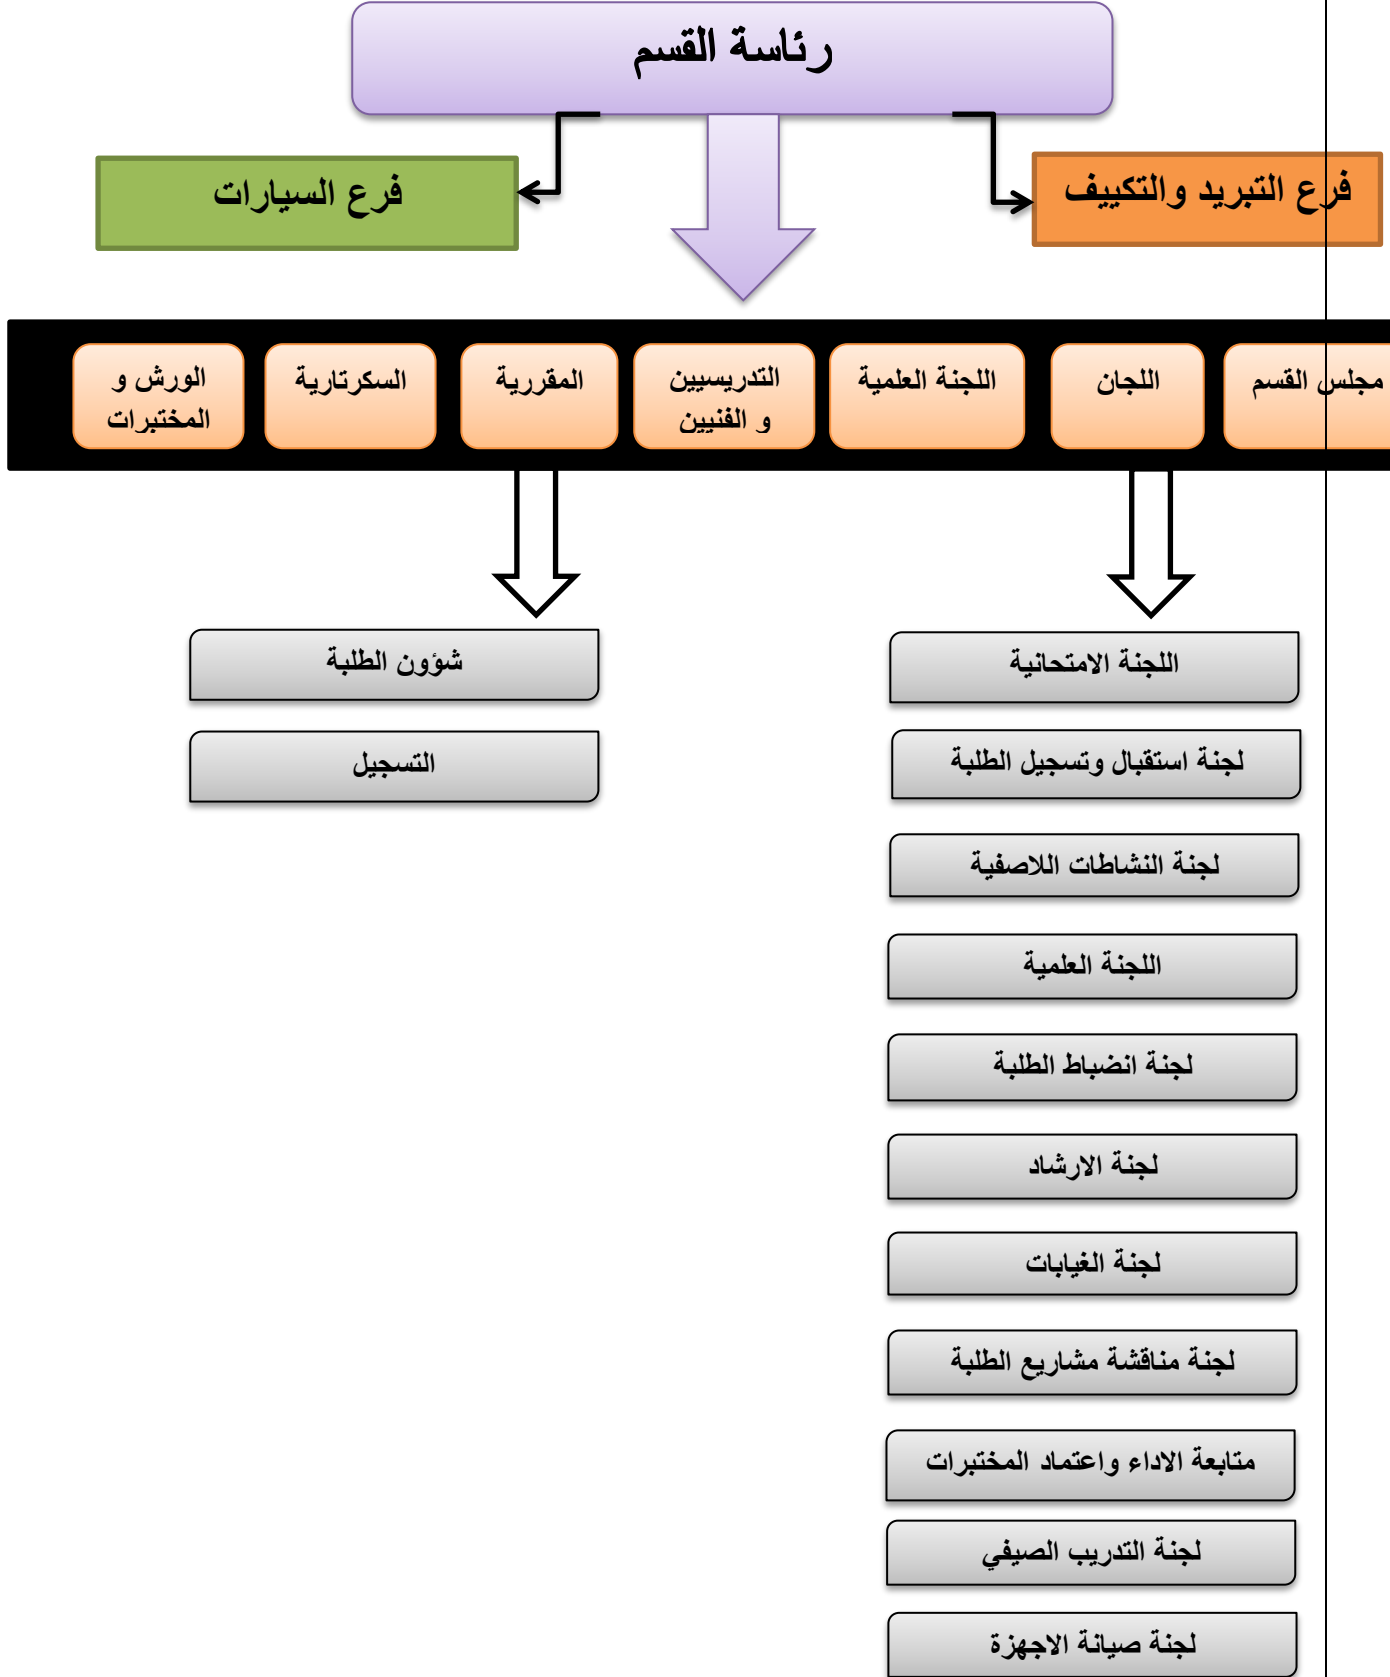 رئاسة القسم
فرع التبريد والتكييف
فرع السيارات
مجلس القسم
اللجان
اللجنة العلمية
التدريسيين
و الفنيين
المقررية
السكرتارية
الورش و
المختبرات
اللجنة الامتحانية
لجنة استقبال وتسجيل الطلبة
لجنة النشاطات اللاصفية
اللجنة العلمية
لجنة انضباط الطلبة
لجنة الارشاد
لجنة الغيابات
لجنة مناقشة مشاريع الطلبة
متابعة الاداء واعتماد المختبرات
لجنة التدريب الصيفي
لجنة صيانة الاجهزة
شؤون الطلبة
التسجيل